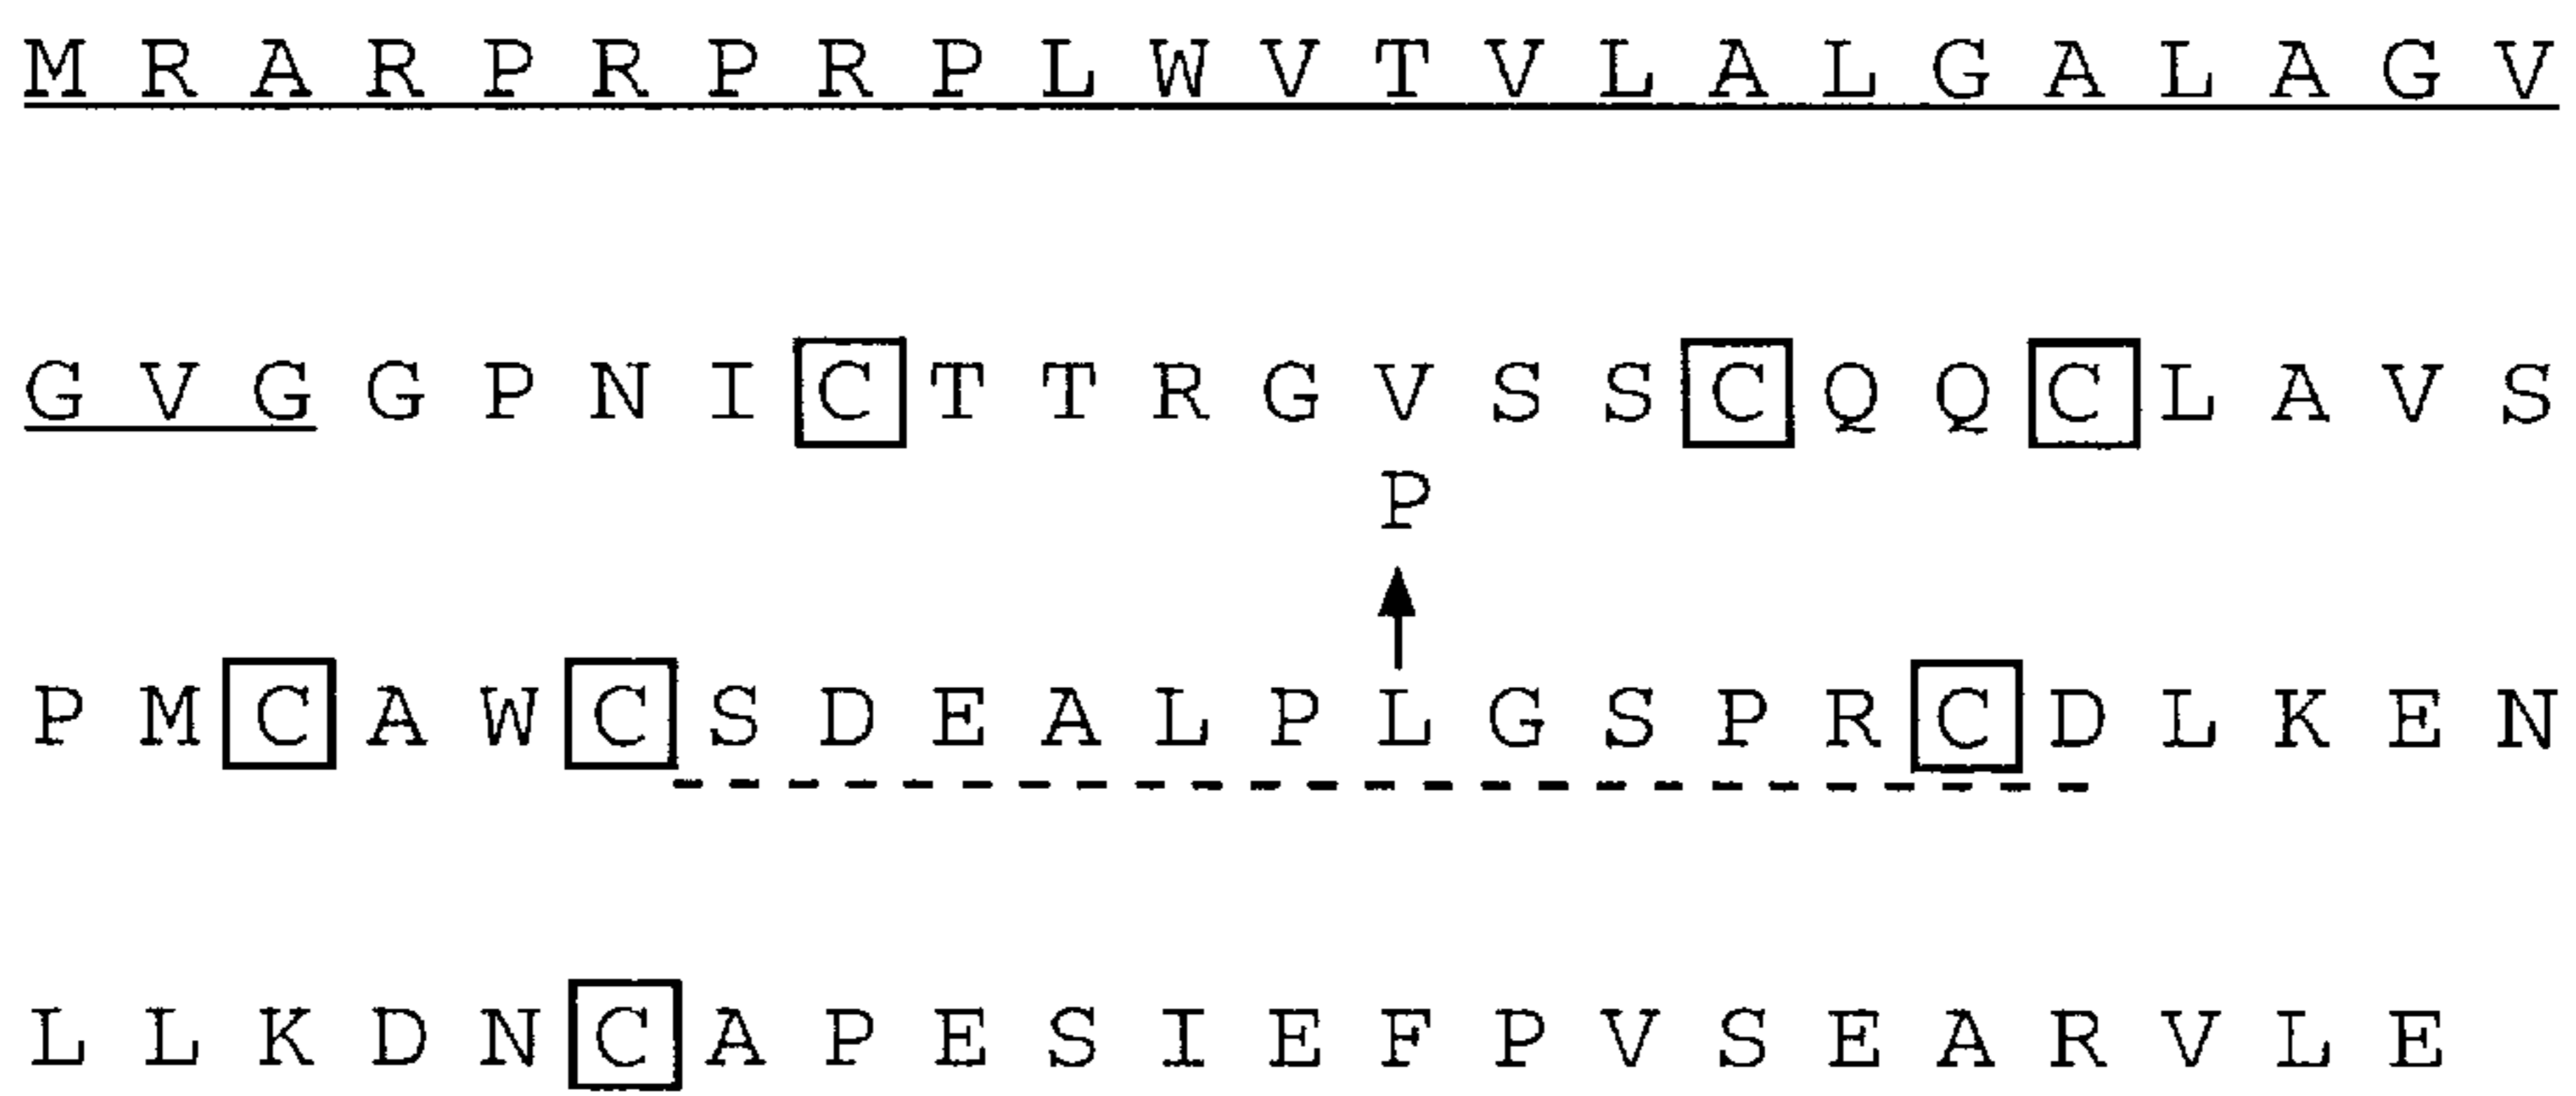 M R A R P R P R P L W V T V L A L G A L A G V
G V G G P N I C T T R G V S S C Q Q C L A V S
P
P M C A W C S D E A L P L G S P R C D L K E N
L L K D N C A P E S I E F P V S E A R V L E